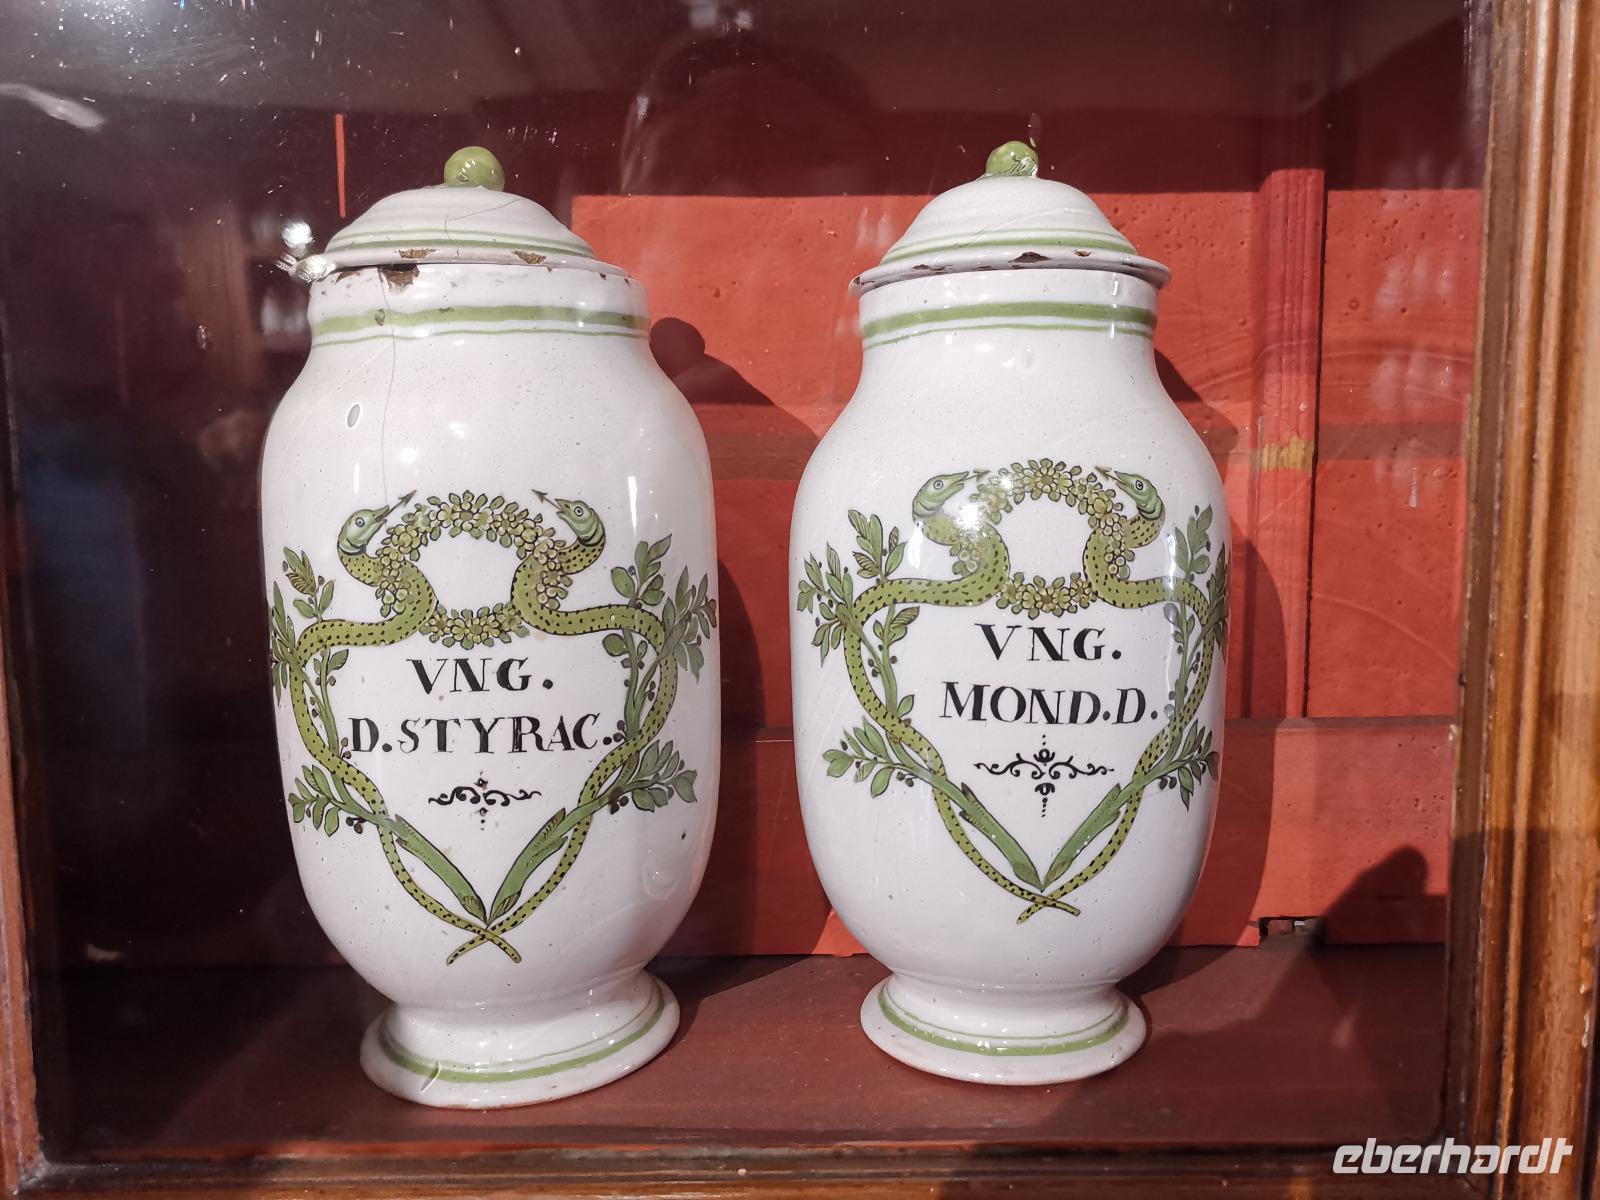 VNG.
D.STYRAC.
VNG.
MOND.D.
eberhardt